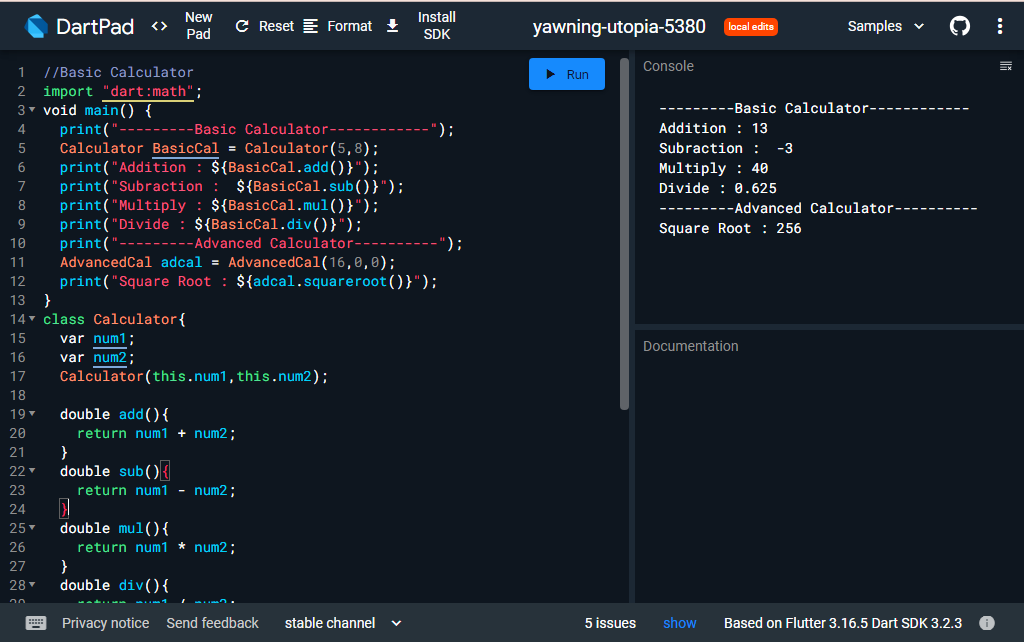 DartPad
<>
New Pad
Reset
Format
Install SDK
yawning-utopia-5380
local edits
Samples
1 //Basic Calculator
2 import "dart:math";
3 void main() {
4 print("---------Basic Calculator------------");
5 Calculator BasicCal = Calculator(5,8);
6 print("Addition : ${BasicCal.add()}");
7 print("Subraction :  ${BasicCal.sub()}");
8 print("Multiply : ${BasicCal.mul()}");
9 print("Divide : ${BasicCal.div()}");
10 print("---------Advanced Calculator----------");
11 AdvancedCal adcal = AdvancedCal(16,0,0);
12 print("Square Root : ${adcal.squareroot()}");
13 }
14 class Calculator{
15 var num1;
16 var num2;
17 Calculator(this.num1,this.num2);
18
19 double add(){
20 return num1 + num2;
21 }
22 double sub(){
23 return num1 - num2;
24 }
25 double mul(){
26 return num1 * num2;
27 }
28 double div(){
29 return num1 / num2;
Run
Console
---------Basic Calculator------------
Addition : 13
Subraction :  -3
Multiply : 40
Divide : 0.625
---------Advanced Calculator----------
Square Root : 256
Documentation
Privacy notice
Send feedback
stable channel
5 issues
show
Based on Flutter 3.16.5 Dart SDK 3.2.3